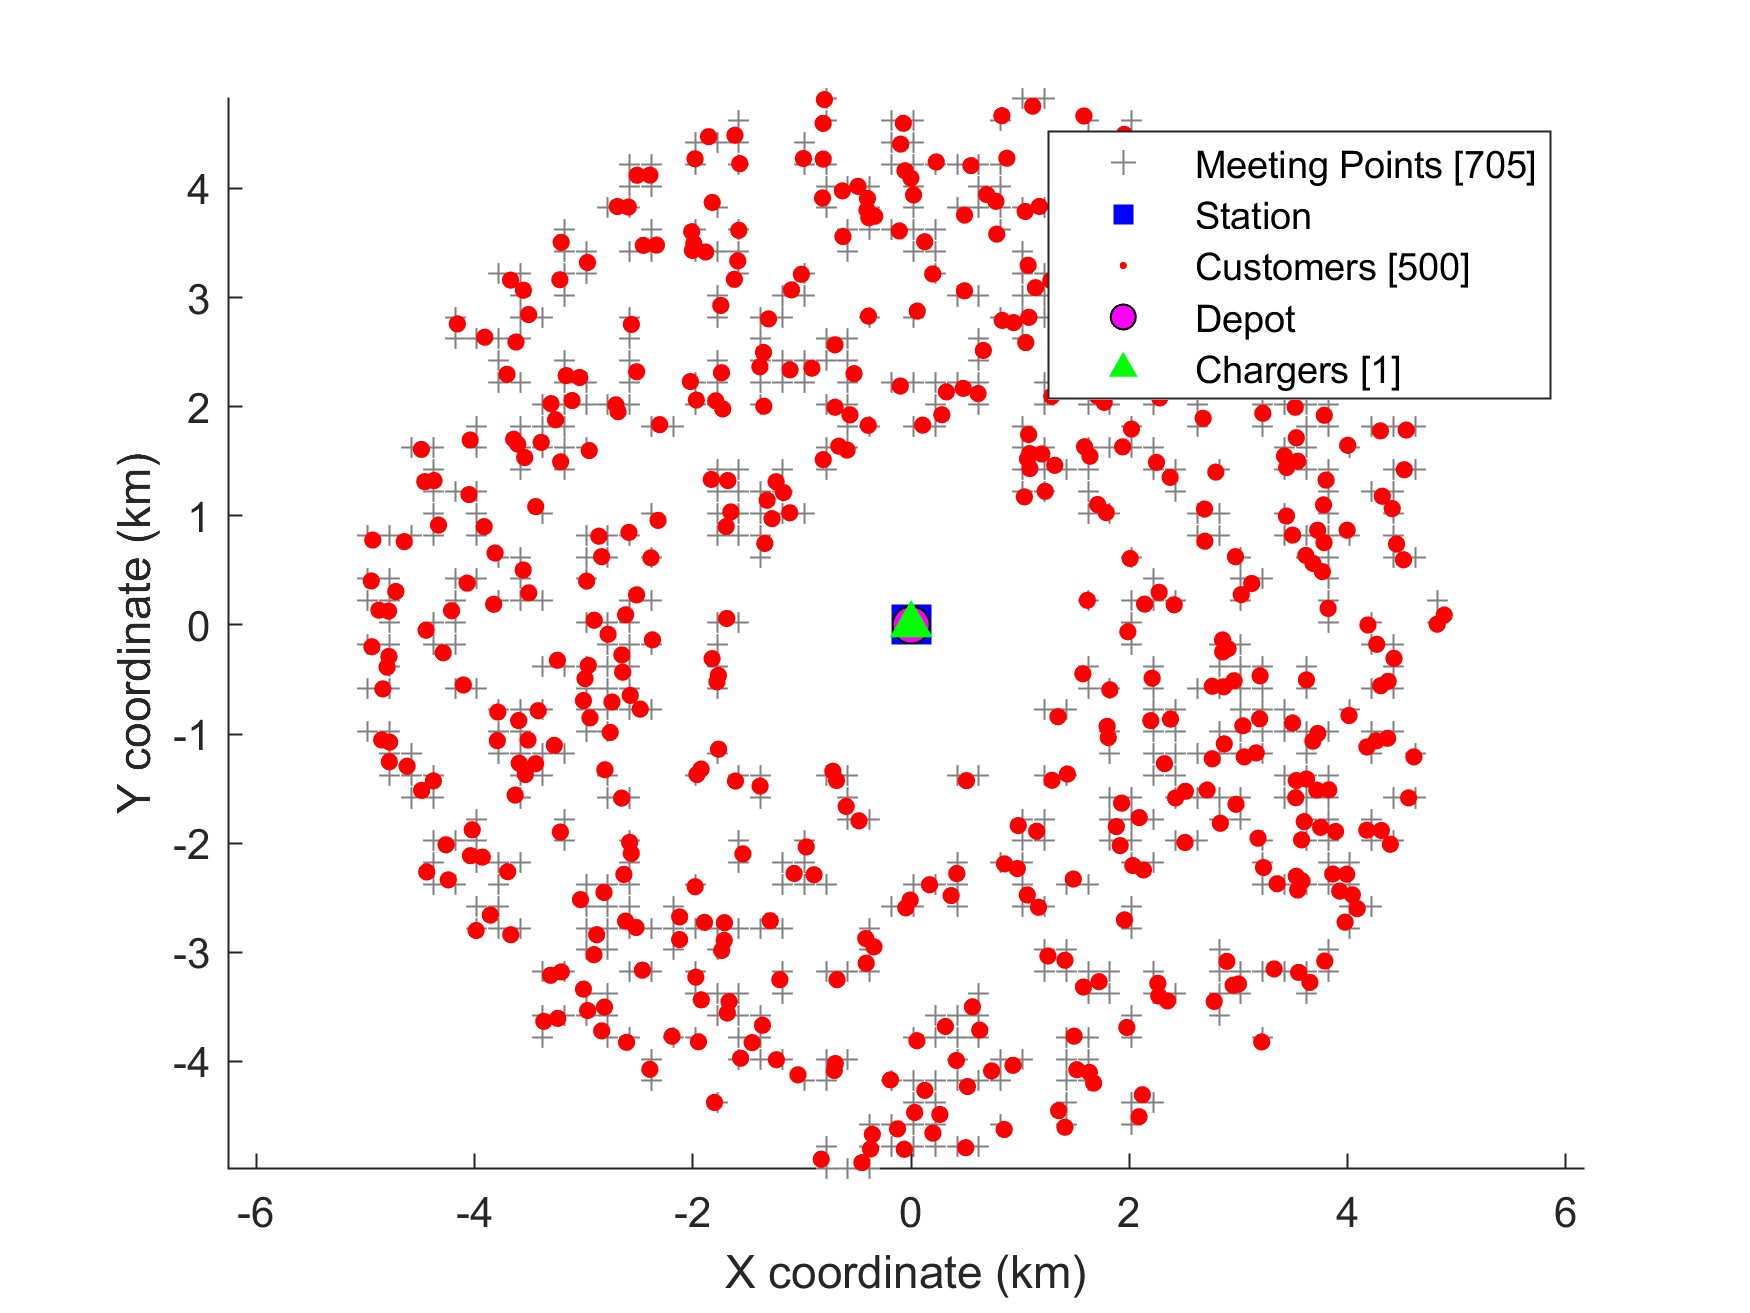 Meeting Points [705]
Station
Customers [500]
Depot
Chargers [1]
Y coordinate (km)
4
3
2
1
0
-1
-2
-3
-4
-6 -4 -2 0 2 4 6
X coordinate (km)